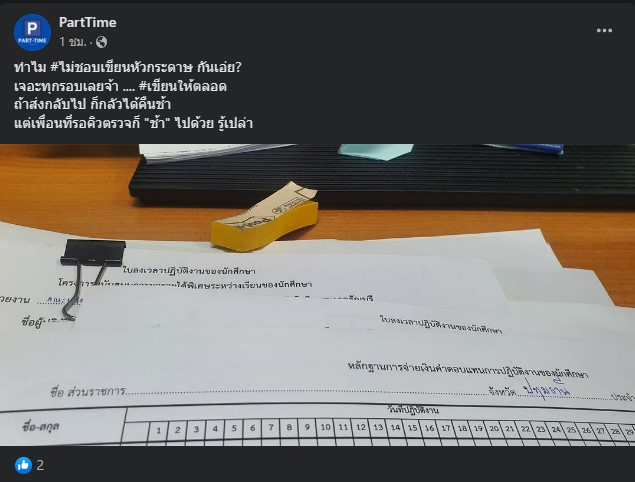 PartTime
1 ชม. ·
ทำไม #ไม่ชอบเขียนหัวกระดาษ กันเอ่ย?
เจอะทุกรอบเลยจ้า .... #เขียนให้ตลอด
ถ้าส่งกลับไป ก็กลัวได้คืนช้ำ
แต่เพื่อนที่รอคิวตรวจก็ "ช้ำ" ไปด้วย รู้เปล่า
P
PART-TIME
ใบลงเวลาปฏิบัติงานของนักศึกษา
ระหว่างเรียนของนักศึกษา
ใบลงเวลาปฏิบัติงานของนักศึกษา
หลักฐานการจ่ายเงินค่าตอบแทนการปฏิบัติงานของนักศึกษา
ชื่อ ส่วนราชการ จังหวัด ปทุมธานี
วันที่ปฏิบัติงาน
ชื่อ-สกุล 1 2 3 4 5 6 7 8 9 10 11 12 13 14 15 16 17 18 19 20 21 22 23 24 25 26 27 28 29
2